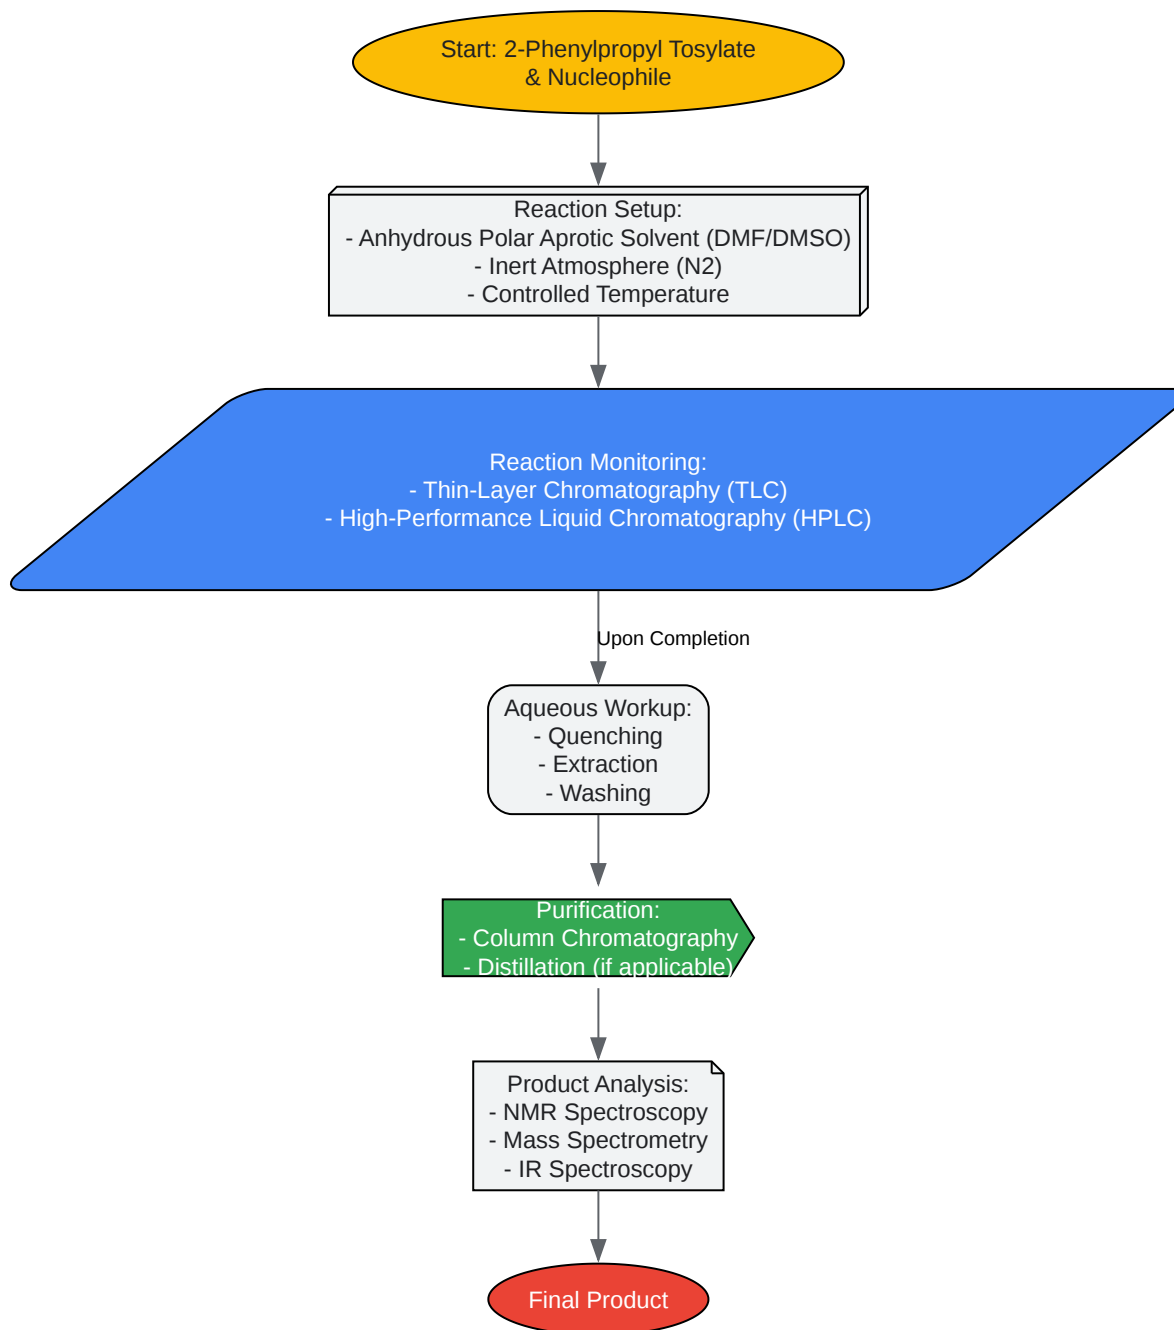 Start: 2-Phenylpropyl Tosylate
& Nucleophile
Reaction Setup:
- Anhydrous Polar Aprotic Solvent (DMF/DMSO)
- Inert Atmosphere (N2)
- Controlled Temperature
Reaction Monitoring:
- Thin-Layer Chromatography (TLC)
- High-Performance Liquid Chromatography (HPLC)
Upon Completion
Aqueous Workup:
- Quenching
- Extraction
- Washing
Purification:
- Column Chromatography
- Distillation (if applicable)
Product Analysis:
- NMR Spectroscopy
- Mass Spectrometry
- IR Spectroscopy
Final Product